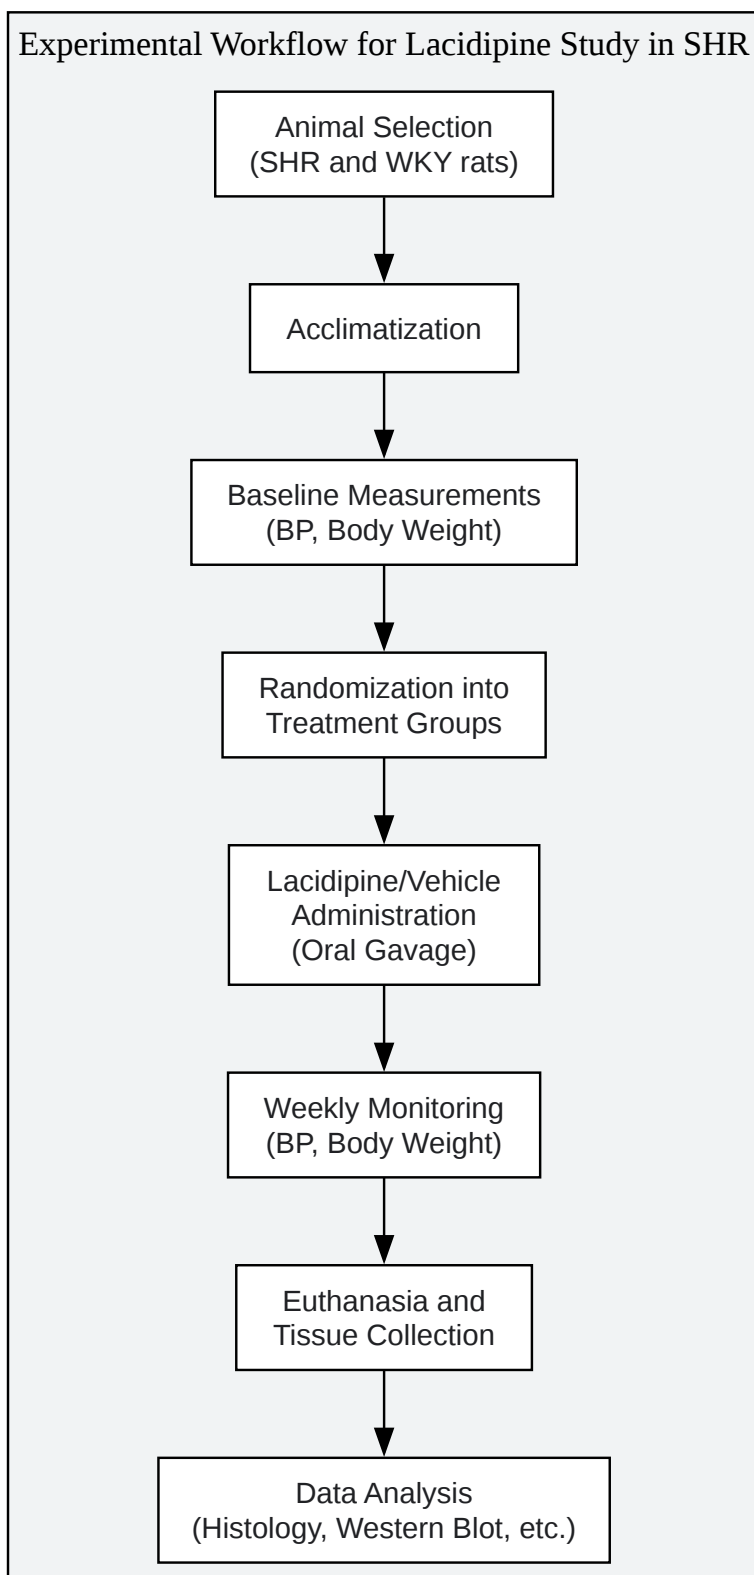 Experimental Workflow for Lacidipine Study in SHR
Animal Selection
(SHR and WKY rats)
Acclimatization
Baseline Measurements
(BP, Body Weight)
Randomization into
Treatment Groups
Lacidipine/Vehicle
Administration
(Oral Gavage)
Weekly Monitoring
(BP, Body Weight)
Euthanasia and
Tissue Collection
Data Analysis
(Histology, Western Blot, etc.)